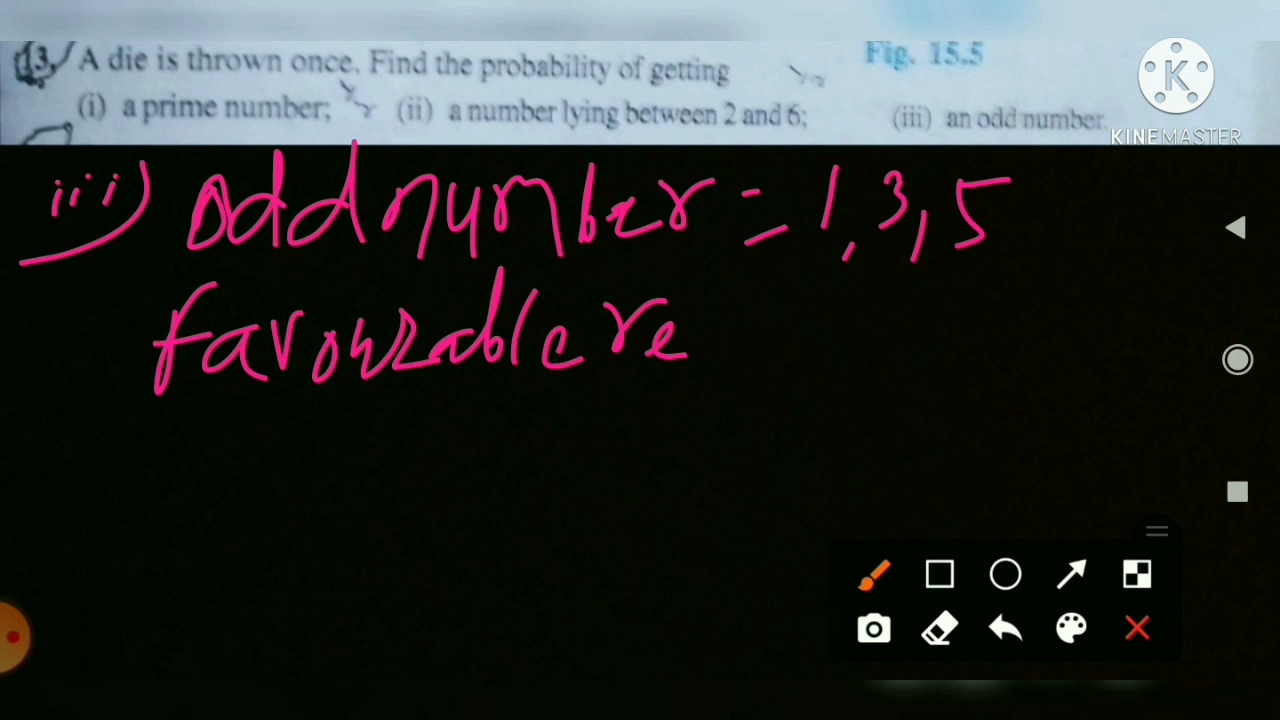 13. A die is thrown once. Find the probability of getting
Fig. 15.5
(i) a prime number; (ii) a number lying between 2 and 6; (iii) an odd number.
K
KINEMASTER
iii) Odd number = 1, 3, 5
favourable re